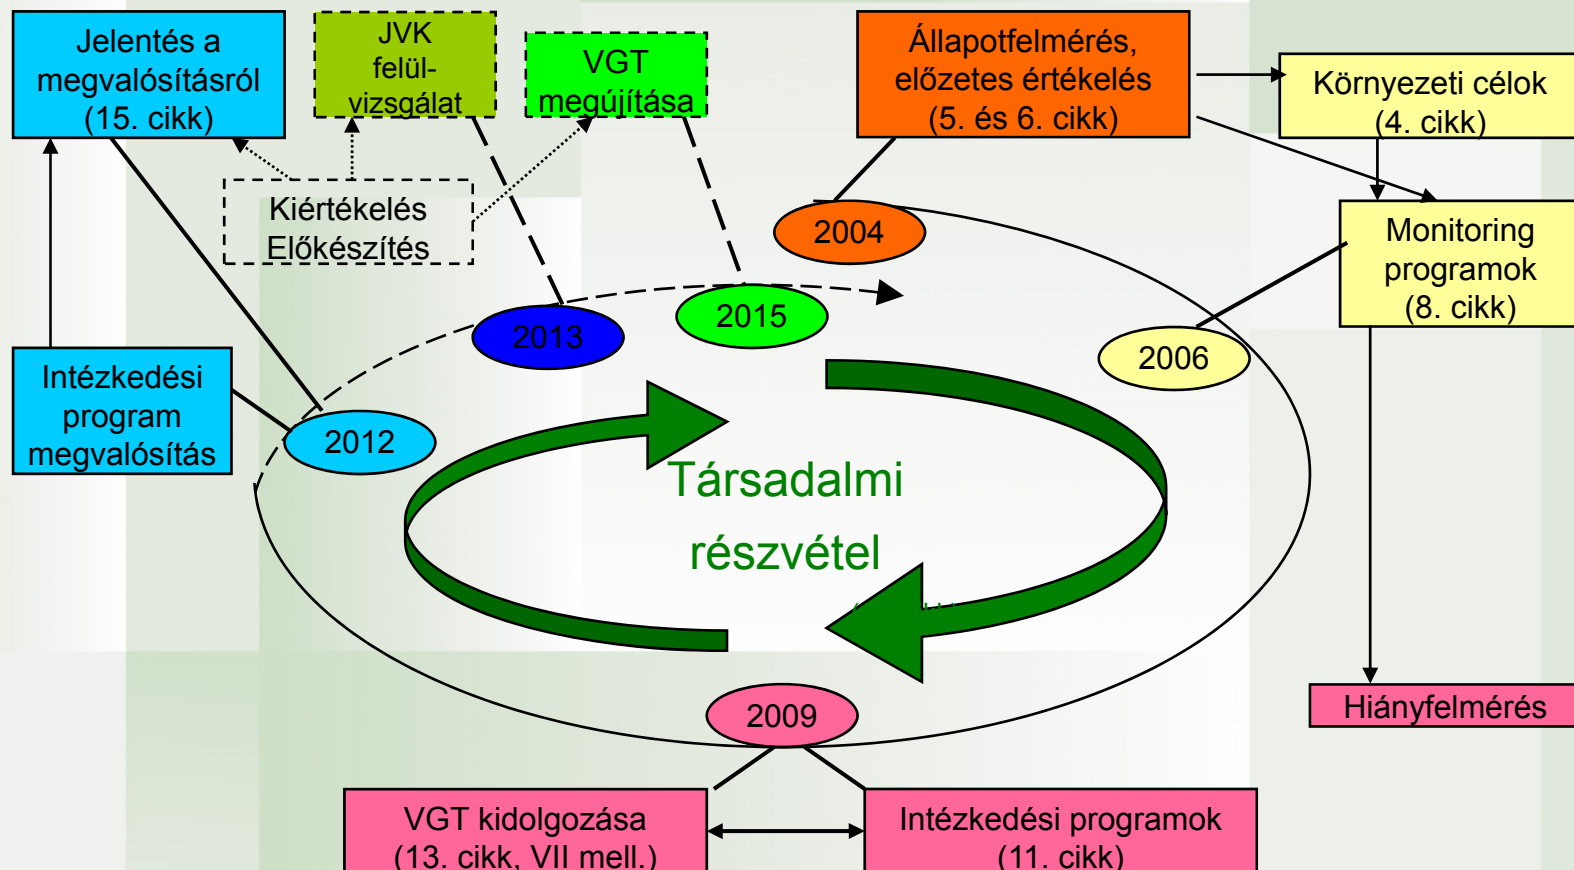 Jelentés a
megvalósításról
(15. cikk)
JVK
felül-
vizsgálat
VGT
megújítása
Állapotfelmérés,
előzetes értékelés
(5. és 6. cikk)
Környezeti célok
(4. cikk)
Kiértékelés
Előkészítés
2004
Monitoring
programok
(8. cikk)
2013
2015
2006
Intézkedési
program
megvalósítás
2012
Társadalmi
részvétel
2009
Hiányfelmérés
VGT kidolgozása
(13. cikk, VII mell.)
Intézkedési programok
(11. cikk)